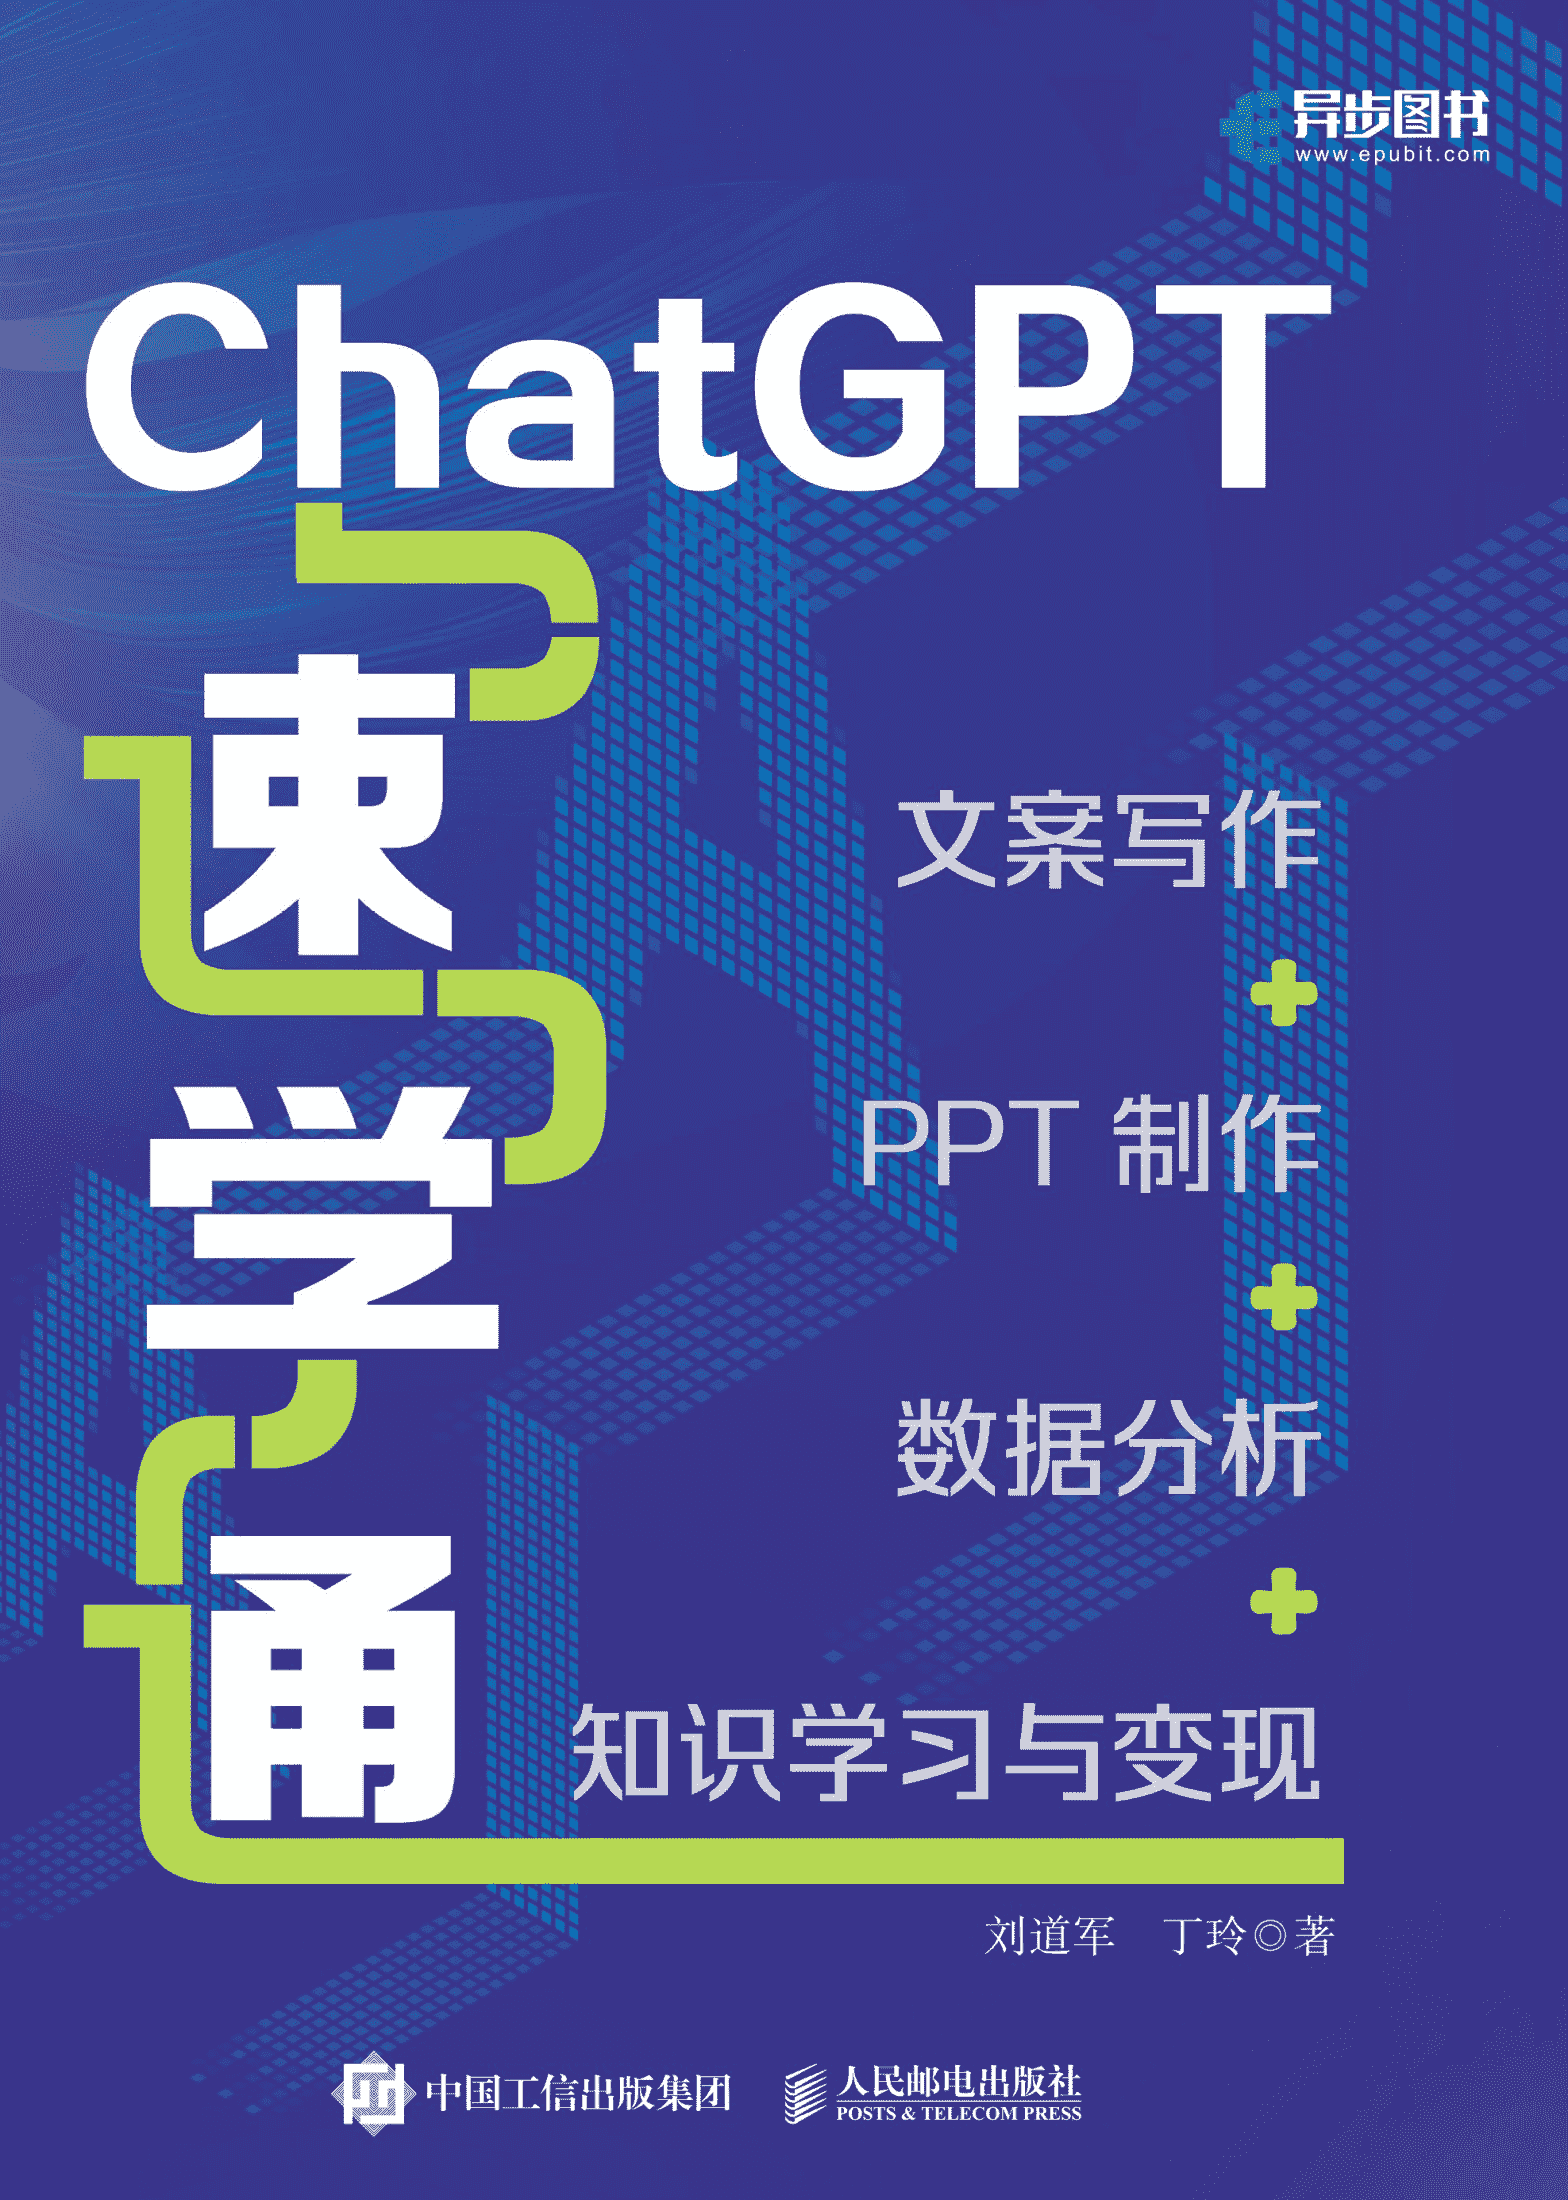 异步图书
www.epubit.com
ChatGPT
速学通
文案写作
+
PPT 制作
+
数据分析
+
知识学习与变现
刘道军 丁玲◎著
中国工信出版集团
人民邮电出版社
POSTS & TELECOM PRESS